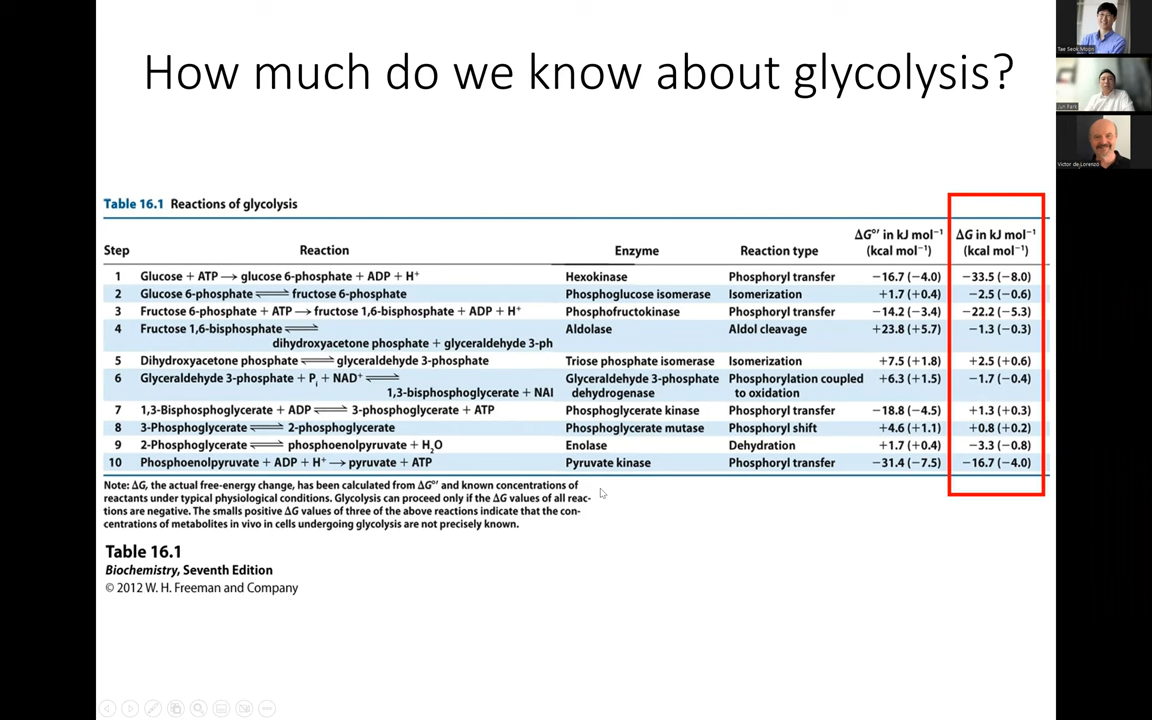 How much do we know about glycolysis?
Tae Seok Moon
Jun Park
Victor de Lorenzo
Table 16.1 Reactions of glycolysis
Step Reaction Enzyme Reaction type ΔG°′ in kJ mol⁻¹ (kcal mol⁻¹) ΔG in kJ mol⁻¹ (kcal mol⁻¹)
1 Glucose + ATP → glucose 6-phosphate + ADP + H⁺ Hexokinase Phosphoryl transfer −16.7 (−4.0) −33.5 (−8.0)
2 Glucose 6-phosphate ⇌ fructose 6-phosphate Phosphoglucose isomerase Isomerization +1.7 (+0.4) −2.5 (−0.6)
3 Fructose 6-phosphate + ATP → fructose 1,6-bisphosphate + ADP + H⁺ Phosphofructokinase Phosphoryl transfer −14.2 (−3.4) −22.2 (−5.3)
4 Fructose 1,6-bisphosphate ⇌ Aldolase Aldol cleavage +23.8 (+5.7) −1.3 (−0.3)
dihydroxyacetone phosphate + glyceraldehyde 3-ph
5 Dihydroxyacetone phosphate ⇌ glyceraldehyde 3-phosphate Triose phosphate isomerase Isomerization +7.5 (+1.8) +2.5 (+0.6)
6 Glyceraldehyde 3-phosphate + Pᵢ + NAD⁺ ⇌ Glyceraldehyde 3-phosphate Phosphorylation coupled +6.3 (+1.5) −1.7 (−0.4)
1,3-bisphosphoglycerate + NAI dehydrogenase to oxidation
7 1,3-Bisphosphoglycerate + ADP ⇌ 3-phosphoglycerate + ATP Phosphoglycerate kinase Phosphoryl transfer −18.8 (−4.5) +1.3 (+0.3)
8 3-Phosphoglycerate ⇌ 2-phosphoglycerate Phosphoglycerate mutase Phosphoryl shift +4.6 (+1.1) +0.8 (+0.2)
9 2-Phosphoglycerate ⇌ phosphoenolpyruvate + H₂O Enolase Dehydration +1.7 (+0.4) −3.3 (−0.8)
10 Phosphoenolpyruvate + ADP + H⁺ → pyruvate + ATP Pyruvate kinase Phosphoryl transfer −31.4 (−7.5) −16.7 (−4.0)
Note: ΔG, the actual free-energy change, has been calculated from ΔG°′ and known concentrations of
reactants under typical physiological conditions. Glycolysis can proceed only if the ΔG values of all reac-
tions are negative. The smalls positive ΔG values of three of the above reactions indicate that the con-
centrations of metabolites in vivo in cells undergoing glycolysis are not precisely known.
Table 16.1
Biochemistry, Seventh Edition
© 2012 W. H. Freeman and Company